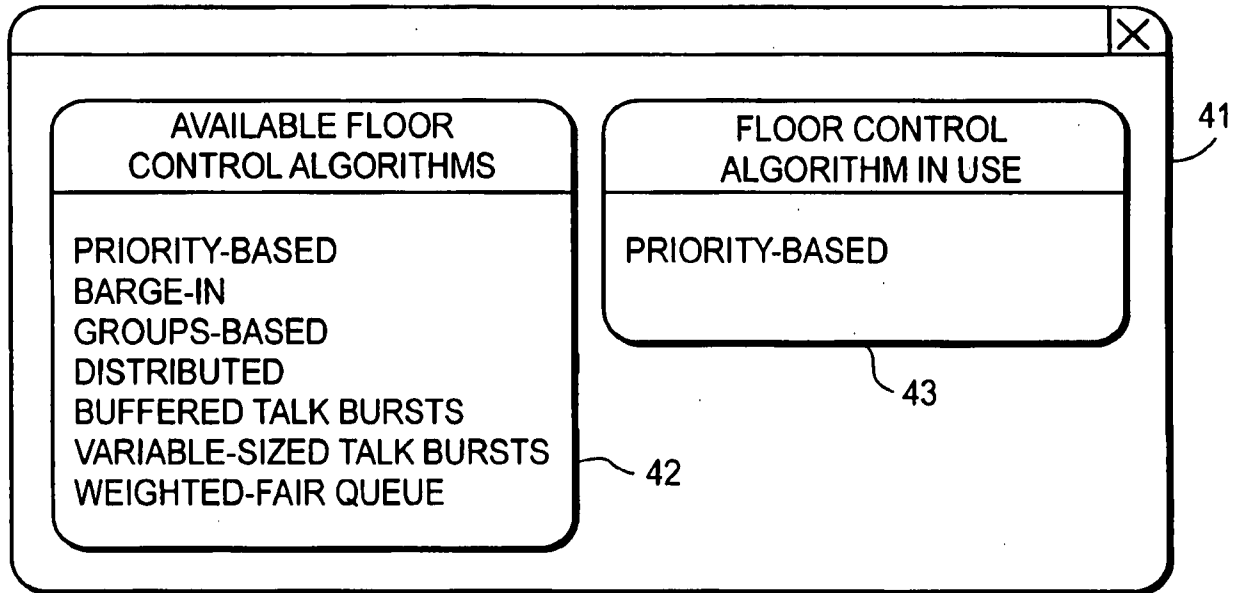 AVAILABLE FLOOR
CONTROL ALGORITHMS
PRIORITY-BASED
BARGE-IN
GROUPS-BASED
DISTRIBUTED
BUFFERED TALK BURSTS
VARIABLE-SIZED TALK BURSTS
WEIGHTED-FAIR QUEUE
42
FLOOR CONTROL
ALGORITHM IN USE
PRIORITY-BASED
43
41